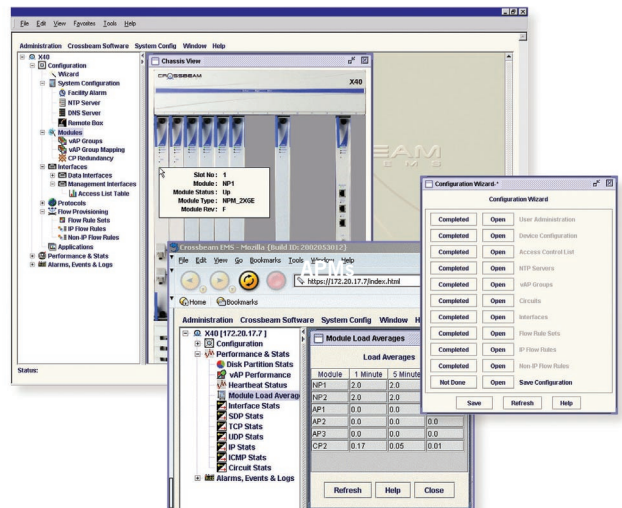 File Edit View Favorites Tools Help
Administration Crossbeam Software System Config Window Help
X40
Configuration
Wizard
System Configuration
Facility Alarm
NTP Server
DNS Server
Remote Box
Modules
vAP Groups
vAP Group Mapping
CP Redundancy
Interfaces
Data Interfaces
Management Interfaces
Access List Table
Protocols
Flow Provisioning
Flow Rule Sets
IP Flow Rules
Non-IP Flow Rules
Applications
Performance & Stats
Alarms, Events & Logs
Status:
Chassis View
CROSSBEAM
X40
Slot No: 1
Module: NP1
Module Status: Up
Module Type: NPM_2XGE
Module Rev: F
Crossbeam EMS - Mozilla {Build ID: 2002053012}
File Edit View Go Bookmarks Tools Window Help
APMs
https://172.20.17.7/index.html
Home Bookmarks
Administration Crossbeam Software System Config Window H
X40 [172.20.17.7 ]
Configuration
Performance & Stats
Disk Partition Stats
vAP Performance
Heartbeat Status
Module Load Averag
Interface Stats
SDP Stats
TCP Stats
UDP Stats
IP Stats
ICMP Stats
Circuit Stats
Alarms, Events & Logs
Module Load Averages
Load Averages
Module 1 Minute 5 Minute
NP1 2.0 2.0
NP2 2.0 2.0
AP1 0.0 0.0
AP2 0.0 0.0 0.0
AP3 0.0 0.0 0.0
CP2 0.17 0.05 0.01
Refresh Help Close
Configuration Wizard-*
Configuration Wizard
Completed Open User Administration
Completed Open Device Configuration
Completed Open Access Control List
Completed Open NTP Servers
Completed Open vAP Groups
Completed Open Circuits
Completed Open Interfaces
Completed Open Flow Rule Sets
Completed Open IP Flow Rules
Completed Open Non-IP Flow Rules
Not Done Open Save Configuration
Save Refresh Help